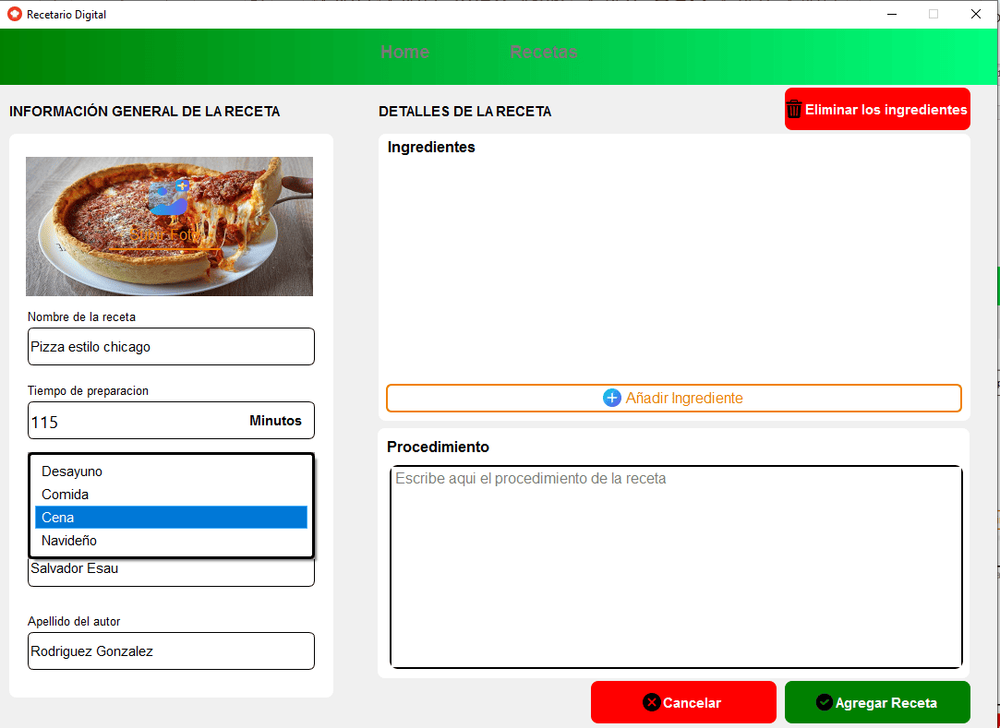 Recetario Digital
Home
Recetas
INFORMACIÓN GENERAL DE LA RECETA
Nombre de la receta
Pizza estilo chicago
Tiempo de preparacion
115
Minutos
Desayuno
Comida
Cena
Navideño
Salvador Esau
Apellido del autor
Rodriguez Gonzalez
DETALLES DE LA RECETA
Eliminar los ingredientes
Ingredientes
Añadir Ingrediente
Procedimiento
Escribe aqui el procedimiento de la receta
Cancelar
Agregar Receta